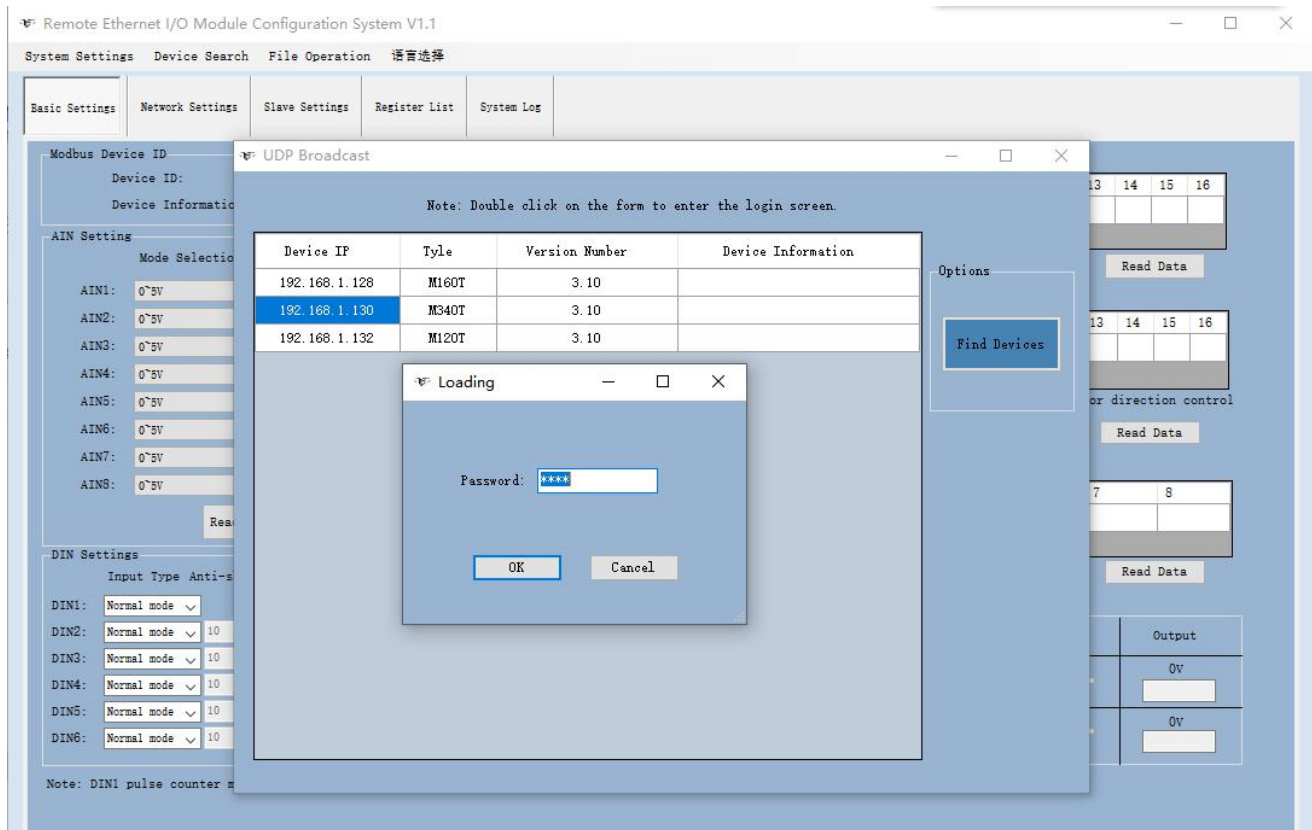 Remote Ethernet I/O Module Configuration System V1.1
System Settings Device Search File Operation 语言选择
Basic Settings Network Settings Slave Settings Register List System Log
Modbus Device ID
Device ID:
Device Informatio
AIN Setting
Mode Selectio
AIN1: 0~5V
AIN2: 0~5V
AIN3: 0~5V
AIN4: 0~5V
AIN5: 0~5V
AIN6: 0~5V
AIN7: 0~5V
AIN8: 0~5V
Rea
DIN Settings
Input Type Anti-s
DIN1: Normal mode
DIN2: Normal mode 10
DIN3: Normal mode 10
DIN4: Normal mode 10
DIN5: Normal mode 10
DIN6: Normal mode 10
Note: DIN1 pulse counter m
UDP Broadcast
Note: Double click on the form to enter the login screen.
Device IP Tyle Version Number Device Information
192.168.1.128 M160T 3.10
192.168.1.130 M340T 3.10
192.168.1.132 M120T 3.10
Options
Find Devices
Loading
Password: ****
OK Cancel
13 14 15 16
Read Data
13 14 15 16
or direction control
Read Data
7 8
Read Data
Output
0V
0V